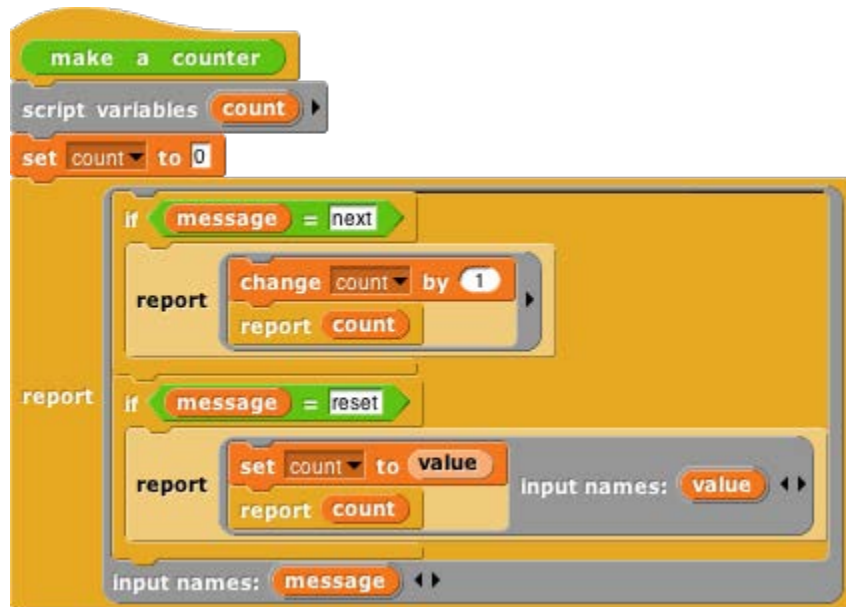 make a counter
script variables count
set count to 0
if message = next
change count by 1
report
report count
report
if message = reset
set count to value
report
input names: value
report count
input names: message